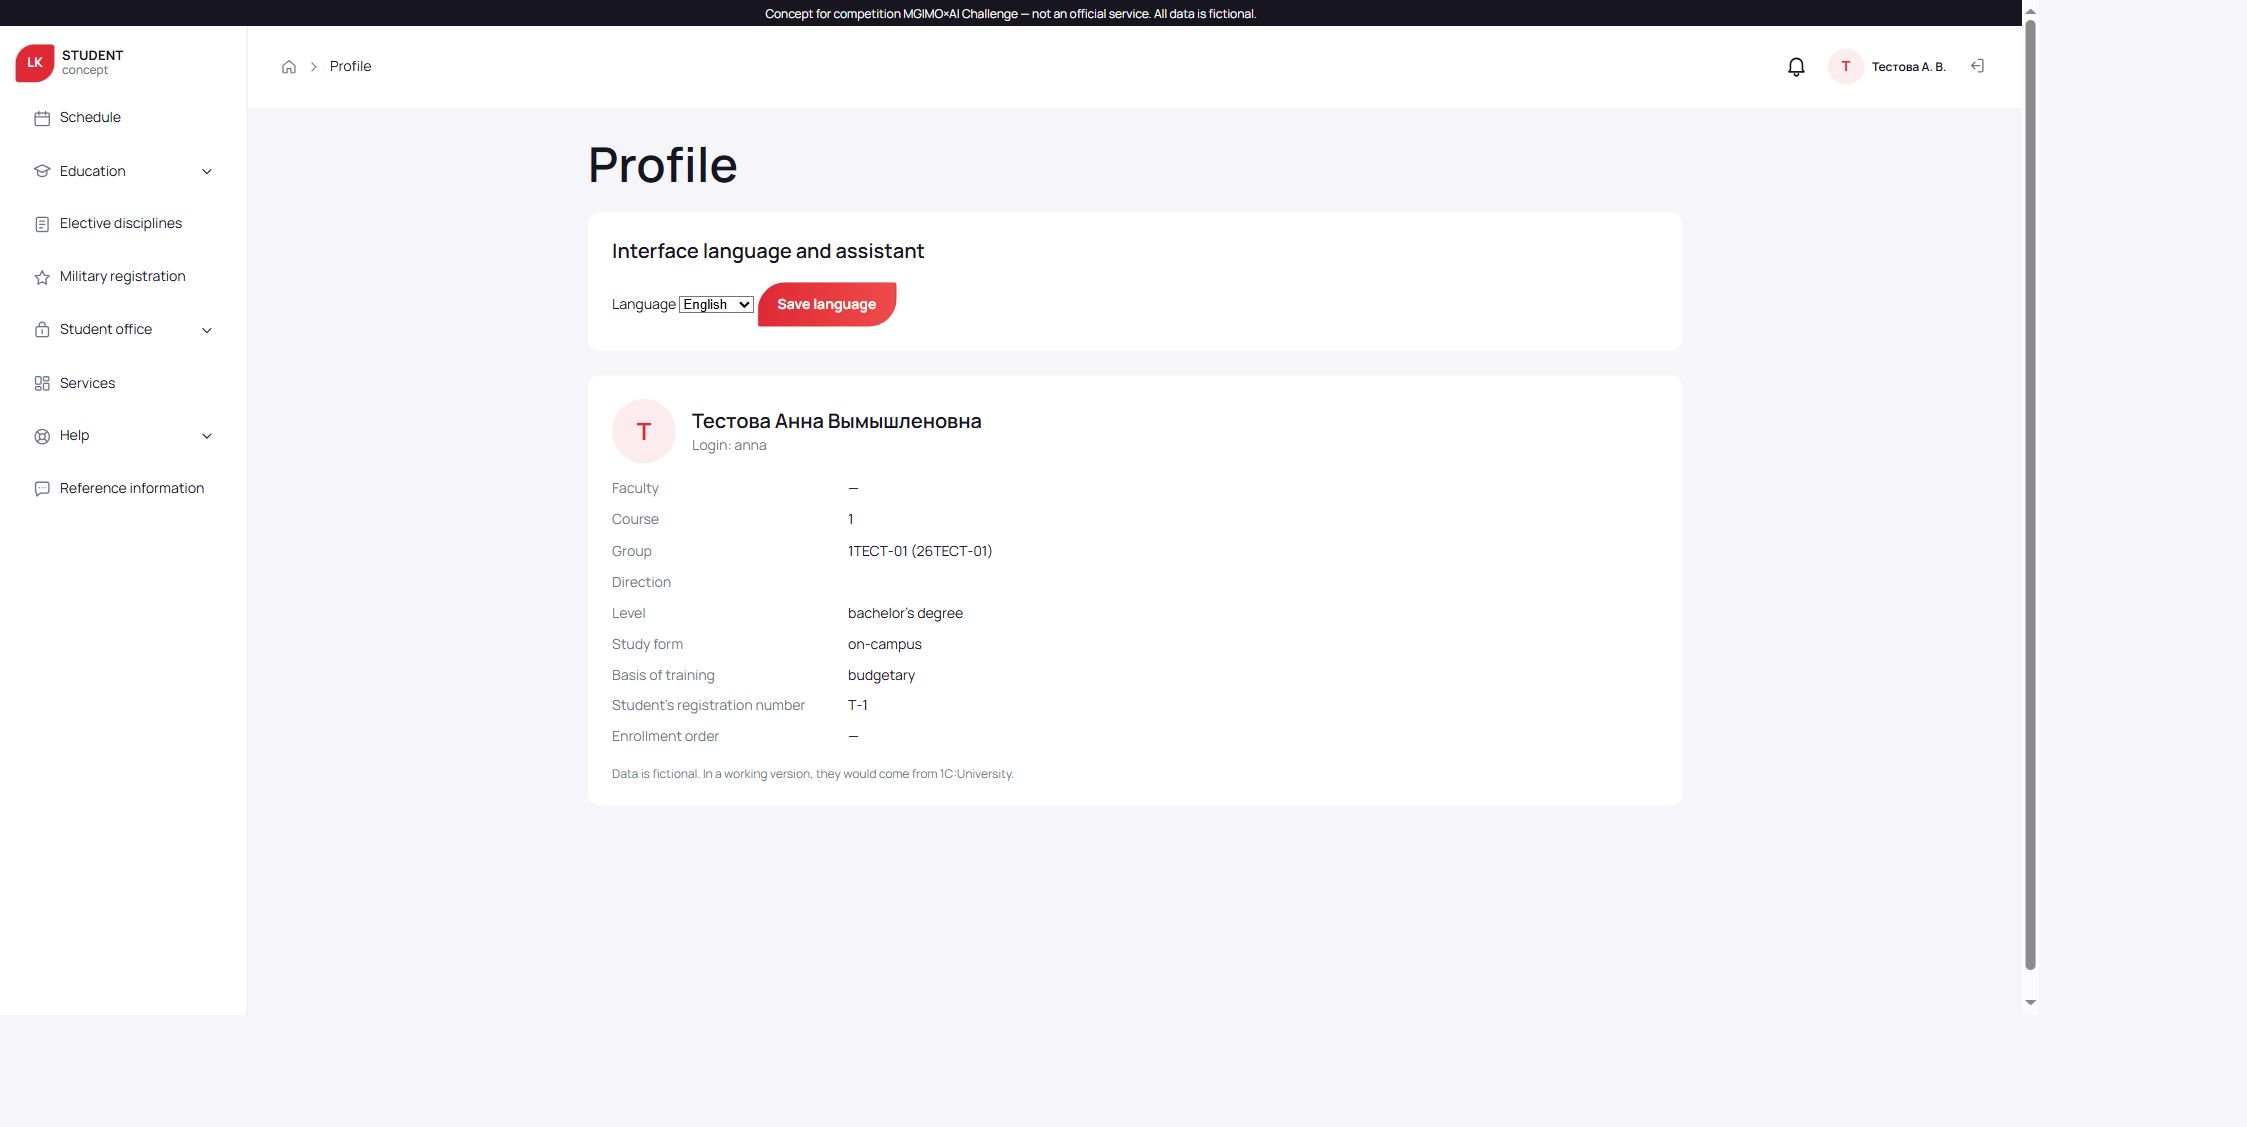 Concept for competition MGIMO×AI Challenge — not an official service. All data is fictional.
LK
STUDENT
concept
Profile
T
Тестова А. В.
Schedule
Education
Elective disciplines
Military registration
Student office
Services
Help
Reference information
Profile
Interface language and assistant
Language English Save language
Т
Тестова Анна Вымышленовна
Login: anna
Faculty —
Course 1
Group 1ТЕСТ-01 (26ТЕСТ-01)
Direction
Level bachelor's degree
Study form on-campus
Basis of training budgetary
Student's registration number T-1
Enrollment order —
Data is fictional. In a working version, they would come from 1C:University.